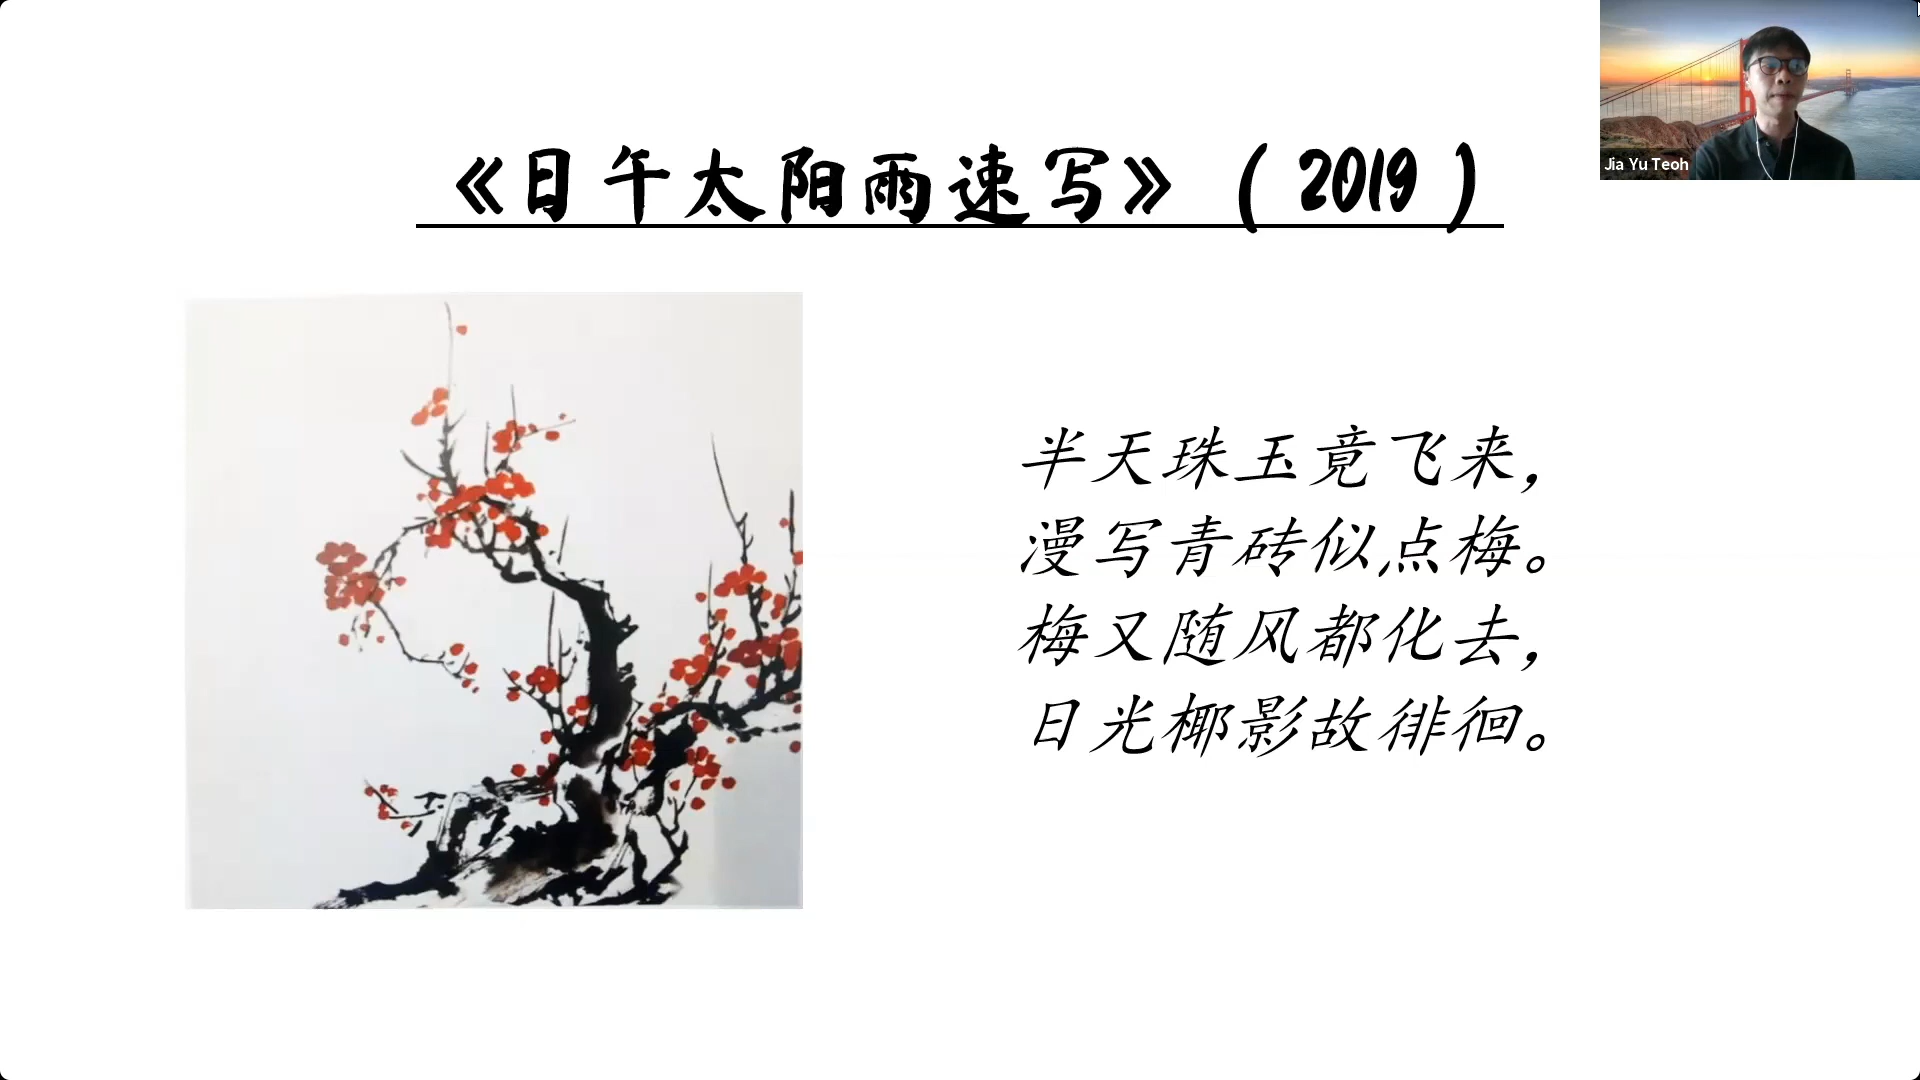 《日午太阳雨速写》（2019）
Jia Yu Teoh
半天珠玉竟飞来，
漫写青砖似点梅。
梅又随风都化去，
日光椰影故徘徊。